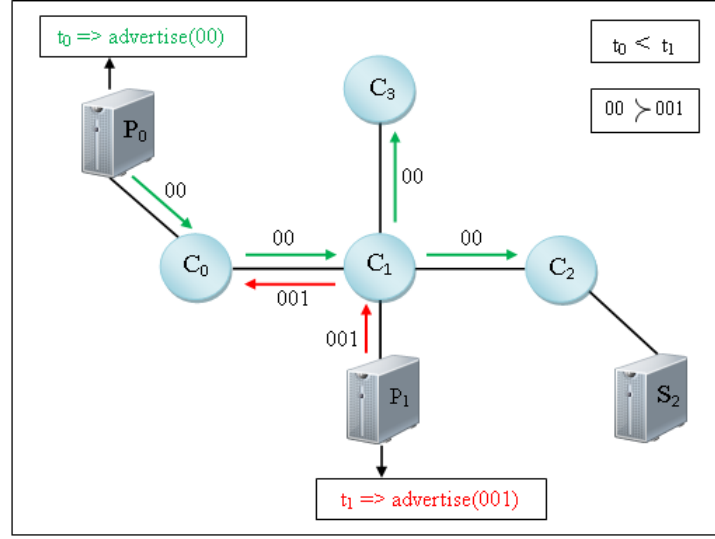 t₀ => advertise(00)
t₀ < t₁
00 ≻ 001
C₃
P₀
00
00
C₀
00
C₁
00
C₂
001
001
P₁
S₂
t₁ => advertise(001)